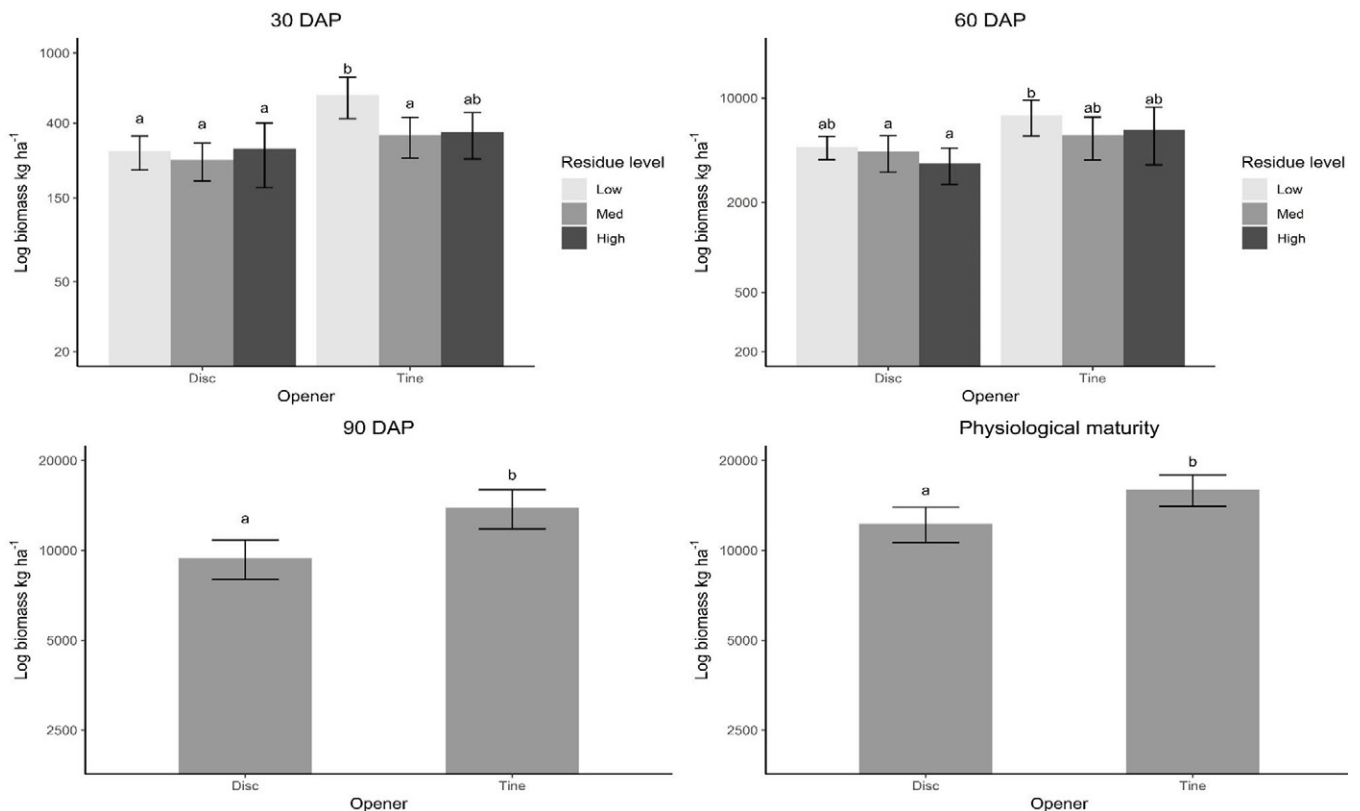 30 DAP
Log biomass kg ha⁻¹
1000
400
150
50
20
a
a
a
b
a
ab
Disc
Tine
Opener
Residue level
Low
Med
High
60 DAP
Log biomass kg ha⁻¹
10000
2000
500
200
ab
a
a
b
ab
ab
Disc
Tine
Opener
Residue level
Low
Med
High
90 DAP
Log biomass kg ha⁻¹
20000
10000
5000
2500
a
b
Disc
Tine
Opener
Physiological maturity
Log biomass kg ha⁻¹
20000
10000
5000
2500
a
b
Disc
Tine
Opener